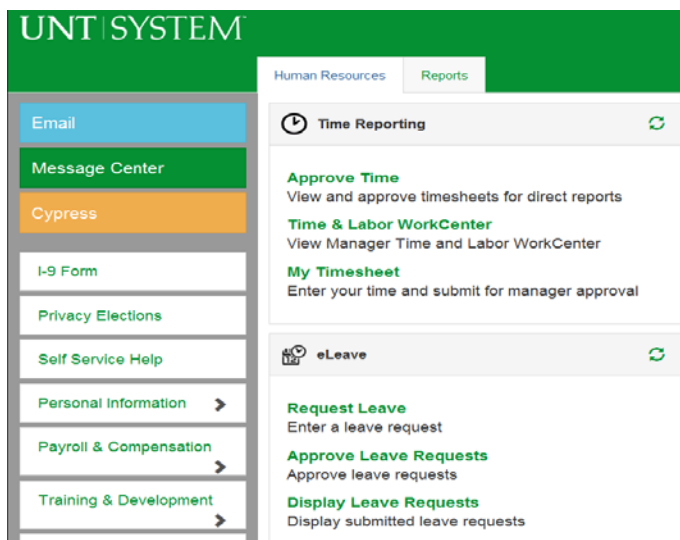 UNT|SYSTEM
Human Resources
Reports
Email
Message Center
Cypress
I-9 Form
Privacy Elections
Self Service Help
Personal Information
Payroll & Compensation
Training & Development
Time Reporting
Approve Time
View and approve timesheets for direct reports
Time & Labor WorkCenter
View Manager Time and Labor WorkCenter
My Timesheet
Enter your time and submit for manager approval
eLeave
Request Leave
Enter a leave request
Approve Leave Requests
Approve leave requests
Display Leave Requests
Display submitted leave requests